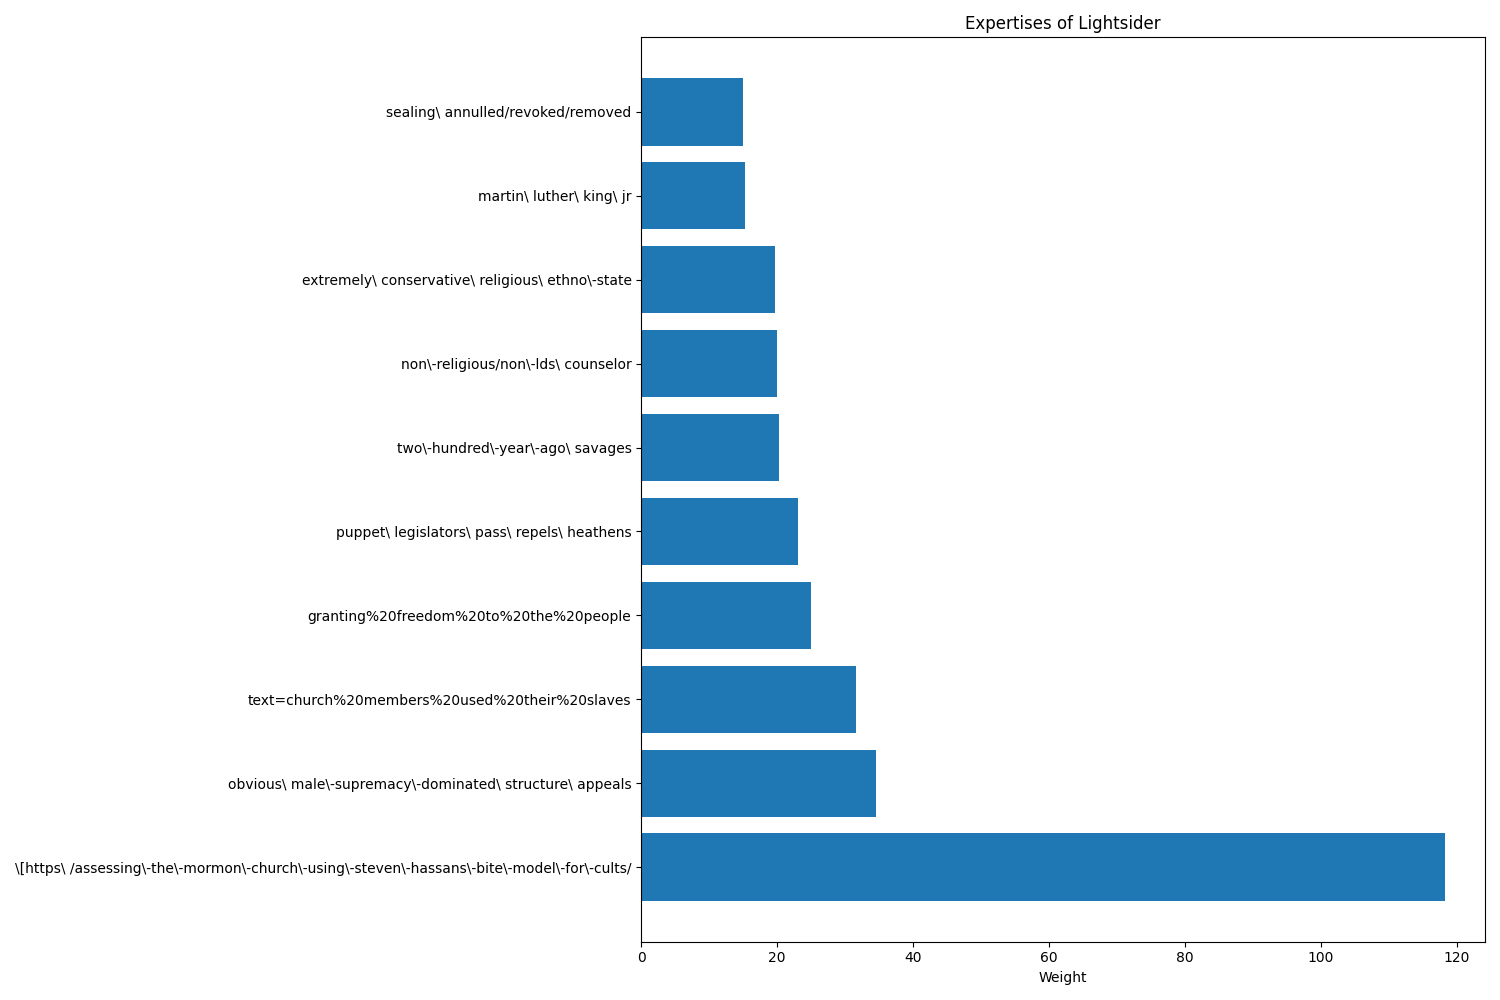 Expertises of Lightsider
sealing\ annulled/revoked/removed
martin\ luther\ king\ jr
extremely\ conservative\ religious\ ethno\-state
non\-religious/non\-lds\ counselor
two\-hundred\-year\-ago\ savages
puppet\ legislators\ pass\ repels\ heathens
granting%20freedom%20to%20the%20people
text=church%20members%20used%20their%20slaves
obvious\ male\-supremacy\-dominated\ structure\ appeals
\[https\ /assessing\-the\-mormon\-church\-using\-steven\-hassans\-bite\-model\-for\-cults/
0 20 40 60 80 100 120
Weight